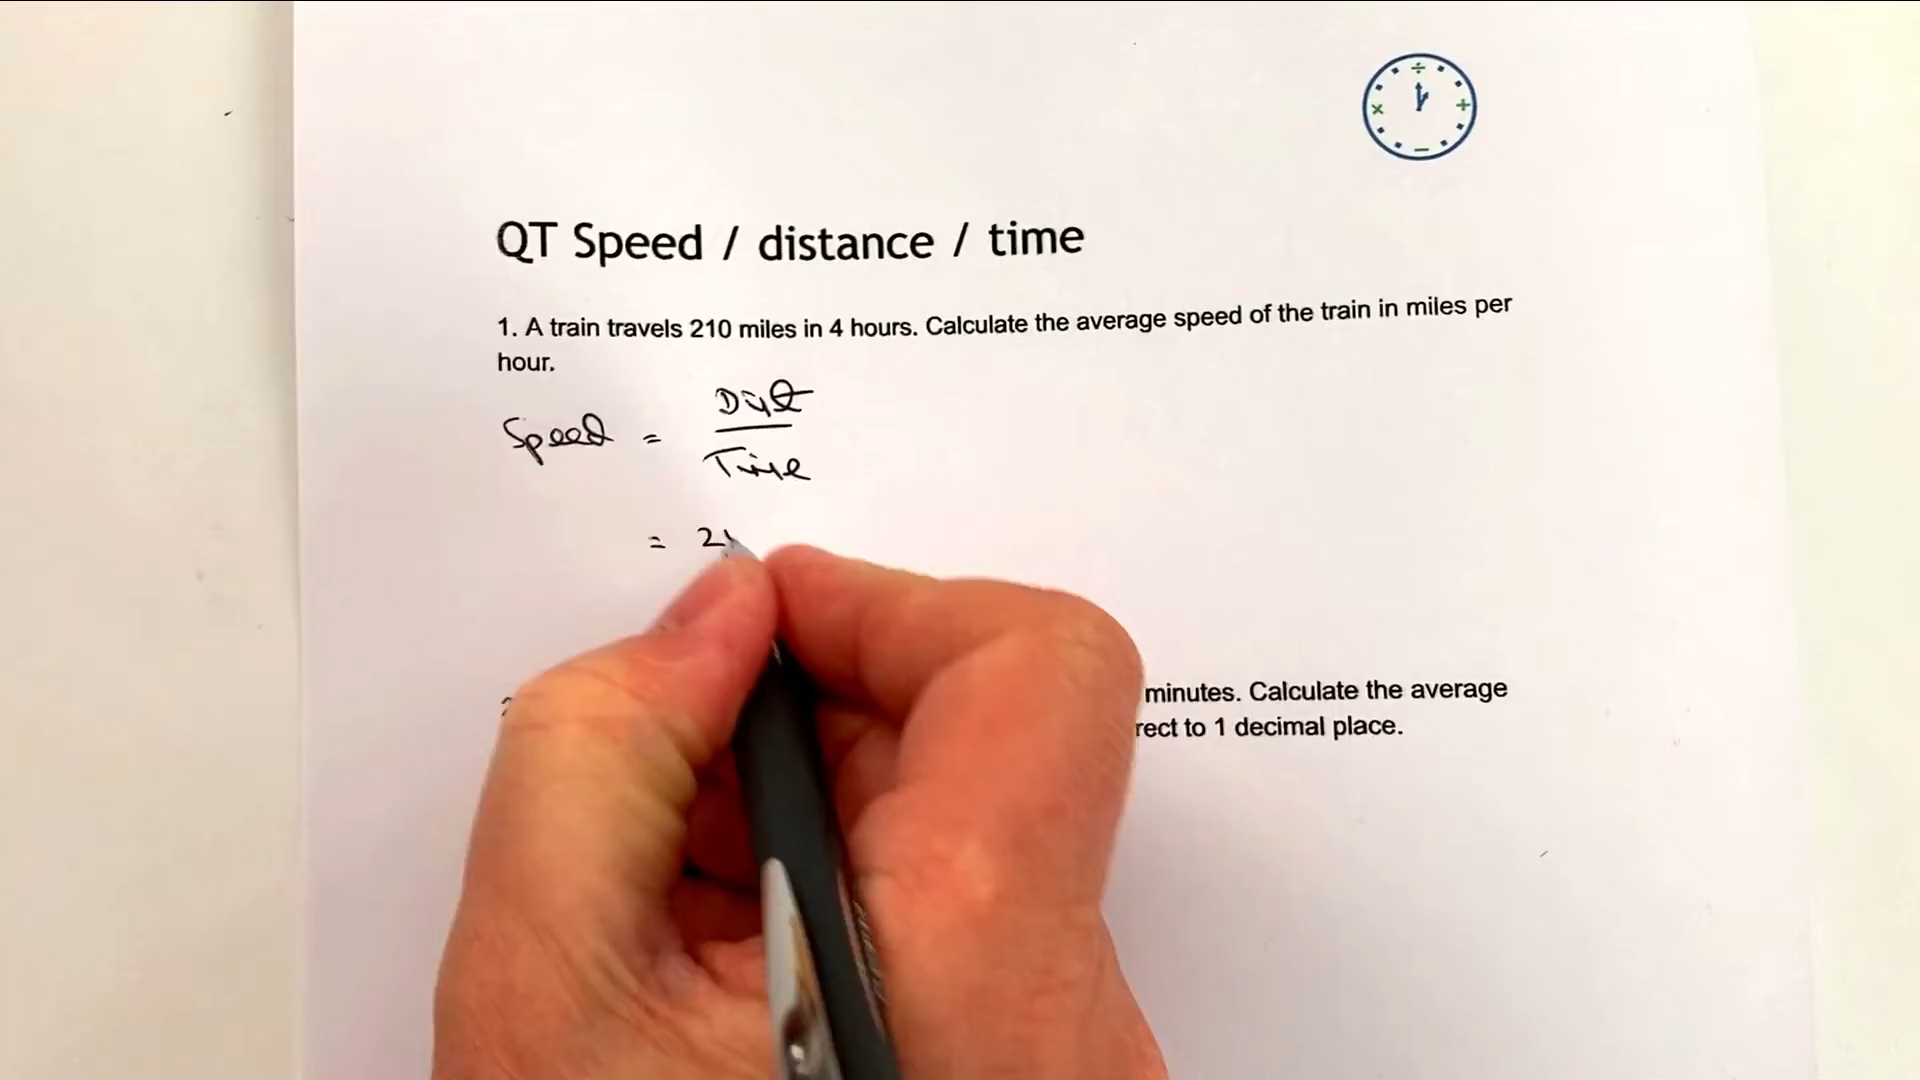 QT Speed / distance / time
1. A train travels 210 miles in 4 hours. Calculate the average speed of the train in miles per
hour.
Speed = Dist
Time
= 21
minutes. Calculate the average
rect to 1 decimal place.